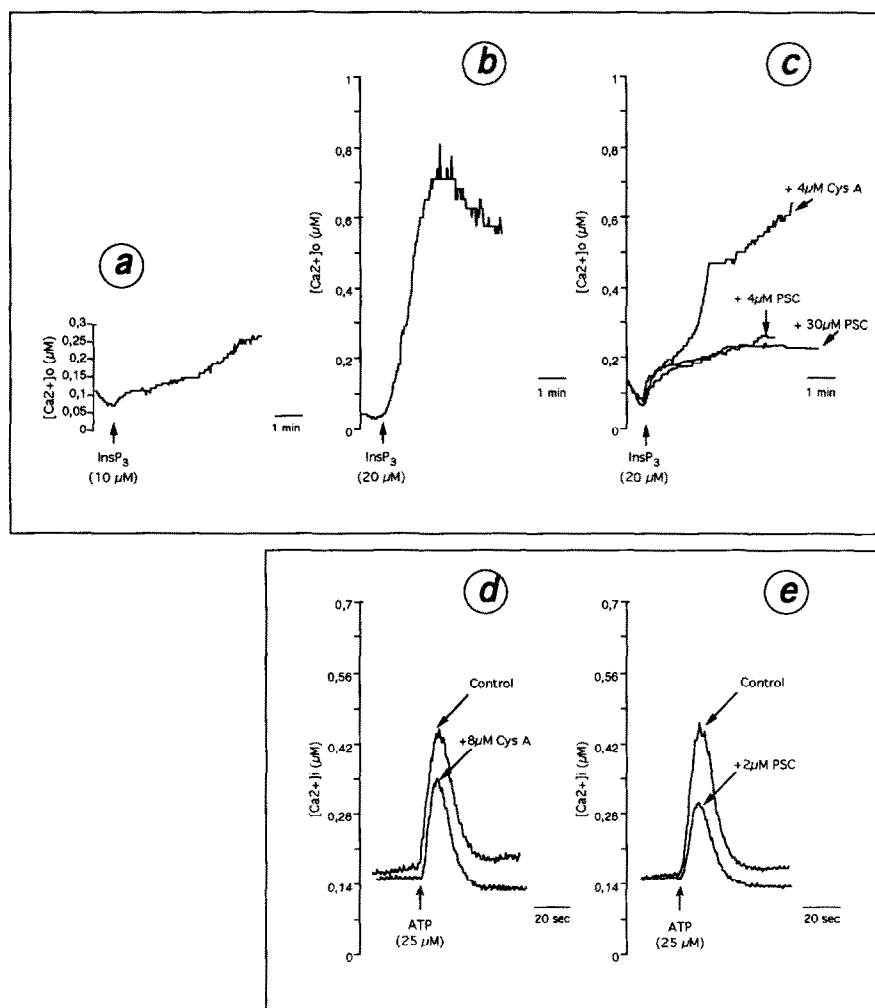 a
[Ca2+]o (µM)
0,3
0,25
0,2
0,15
0,1
0,05
0
InsP3
(10 µM)
1 min
b
[Ca2+]o (µM)
1
0,8
0,6
0,4
0,2
0
InsP3
(20 µM)
1 min
c
[Ca2+]o (µM)
1
0,8
0,6
0,4
0,2
0
+ 4µM Cys A
+ 4µM PSC
+ 30µM PSC
InsP3
(20 µM)
1 min
d
[Ca2+]i (µM)
0,7
0,56
0,42
0,28
0,14
0
Control
+8µM Cys A
ATP
(25 µM)
20 sec
e
[Ca2+]i (µM)
0,7
0,56
0,42
0,28
0,14
0
Control
+2µM PSC
ATP
(25 µM)
20 sec